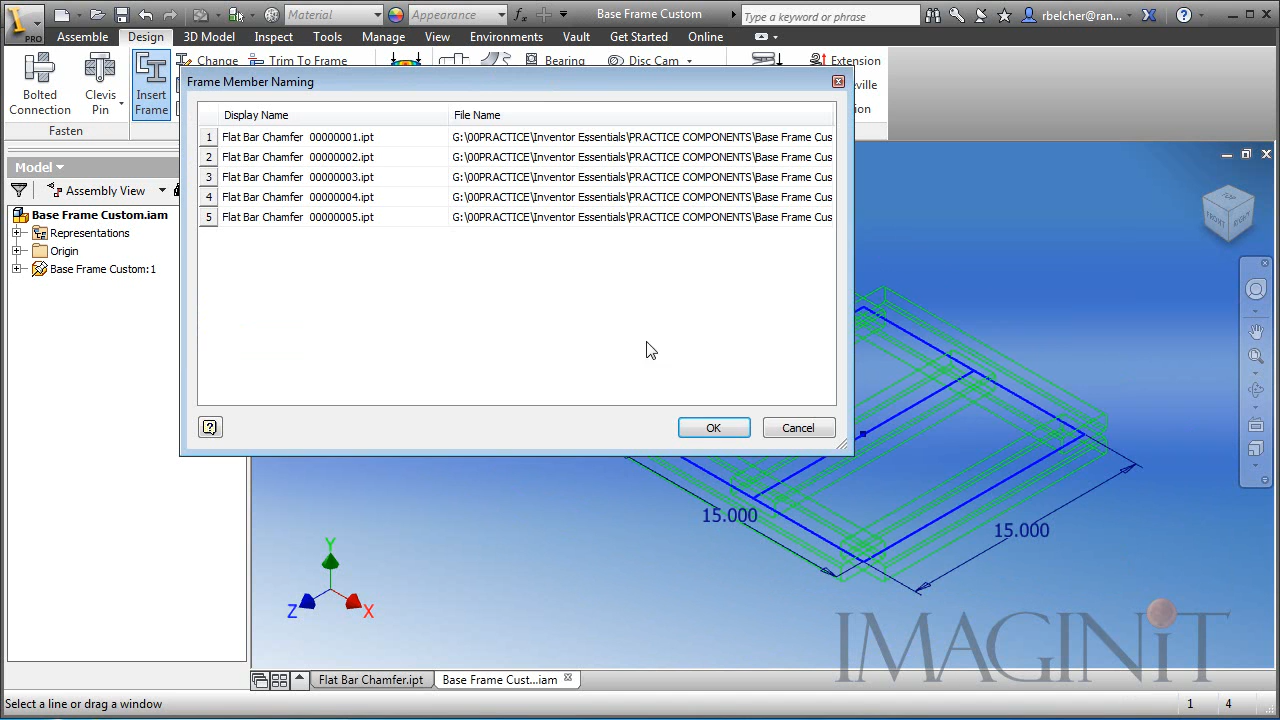 PRO
Material
Appearance
Base Frame Custom
Type a keyword or phrase
rbelcher@ran...
Assemble Design 3D Model Inspect Tools Manage View Environments Vault Get Started Online
Bolted Connection
Clevis Pin
Insert Frame
Change
Trim To Frame
Bearing
Disc Cam
Extension
eville
ion
Fasten
Frame Member Naming
Display Name File Name
1 Flat Bar Chamfer 00000001.ipt G:\00PRACTICE\Inventor Essentials\PRACTICE COMPONENTS\Base Frame Cus
2 Flat Bar Chamfer 00000002.ipt G:\00PRACTICE\Inventor Essentials\PRACTICE COMPONENTS\Base Frame Cus
3 Flat Bar Chamfer 00000003.ipt G:\00PRACTICE\Inventor Essentials\PRACTICE COMPONENTS\Base Frame Cus
4 Flat Bar Chamfer 00000004.ipt G:\00PRACTICE\Inventor Essentials\PRACTICE COMPONENTS\Base Frame Cus
5 Flat Bar Chamfer 00000005.ipt G:\00PRACTICE\Inventor Essentials\PRACTICE COMPONENTS\Base Frame Cus
OK Cancel
Model
Assembly View
Base Frame Custom.iam
Representations
Origin
Base Frame Custom:1
FRONT RIGHT
15.000
15.000
Y
Z X
IMAGINiT
Flat Bar Chamfer.ipt Base Frame Cust...iam
Select a line or drag a window 1 4